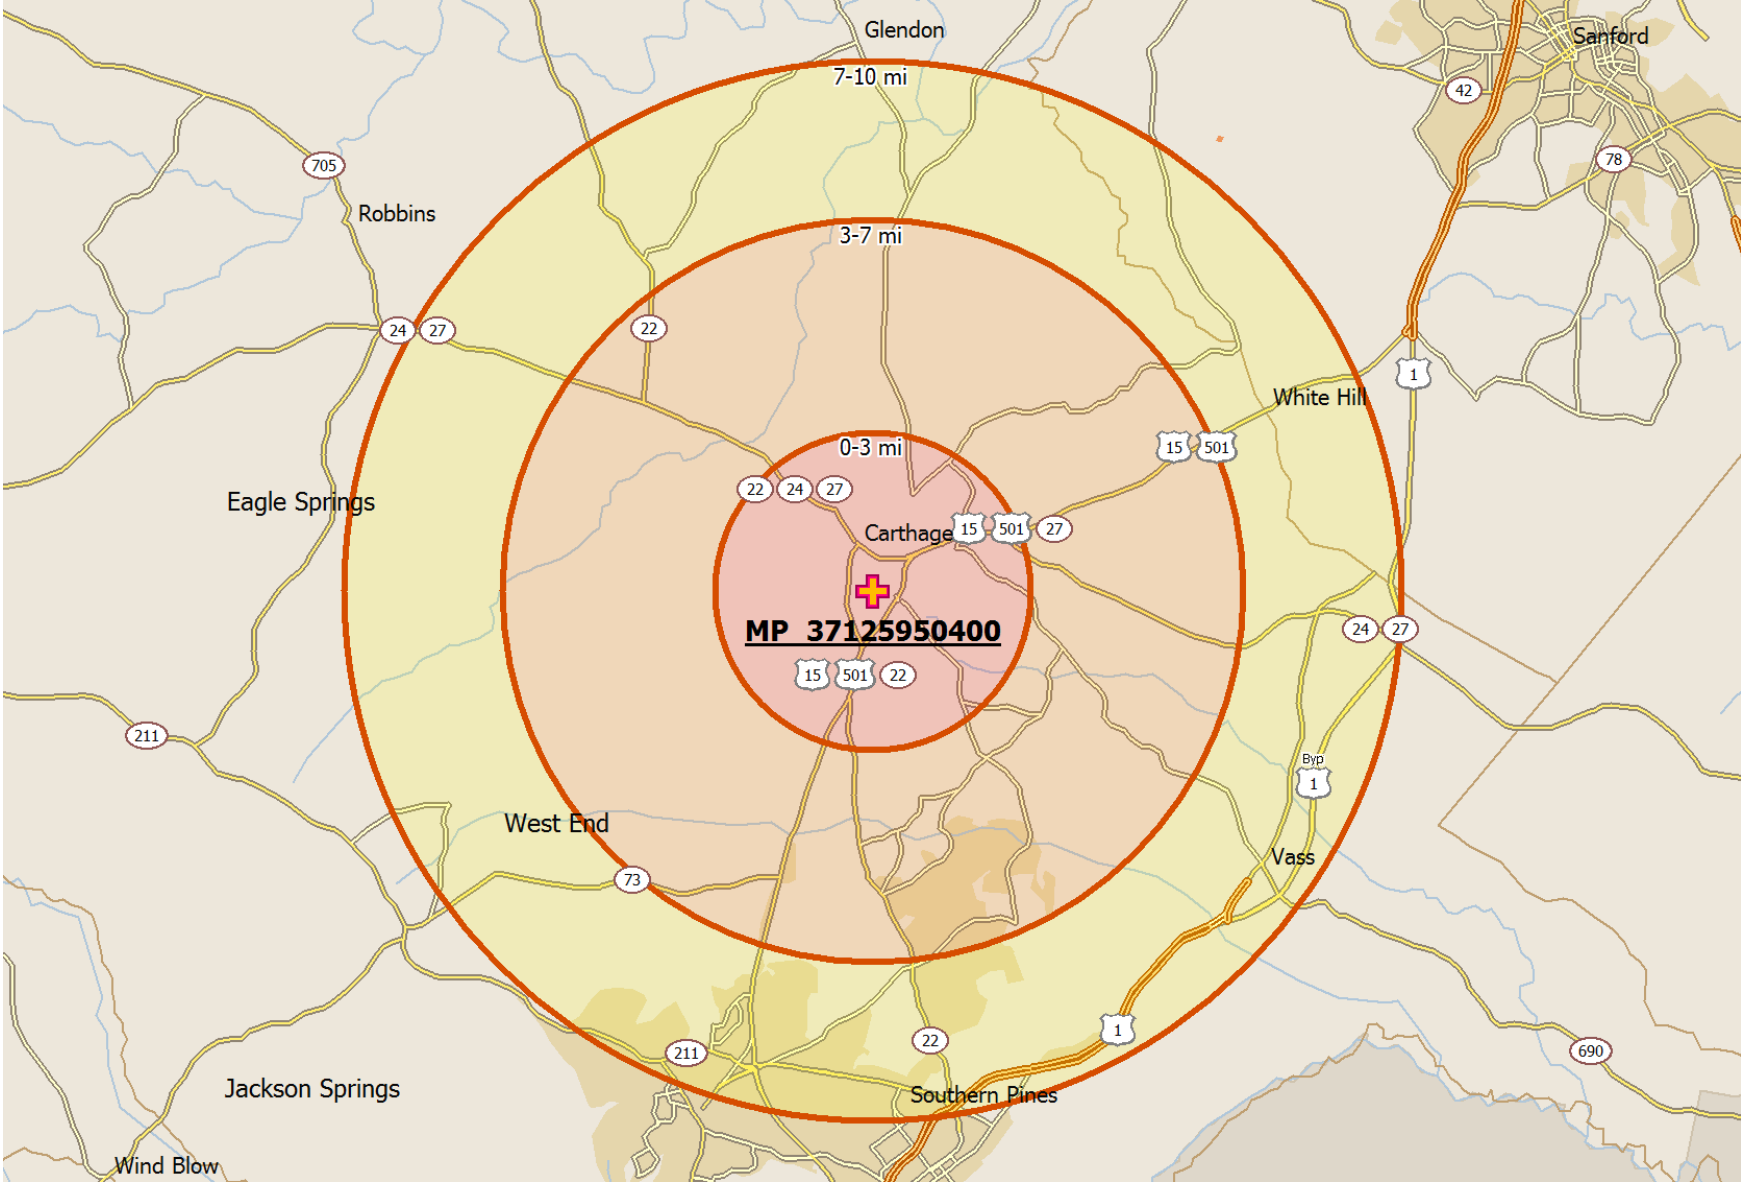 Glendon
Sanford
7-10 mi
42
78
705
Robbins
3-7 mi
24 27
22
1
White Hill
0-3 mi
15 501
22 24 27
Eagle Springs
Carthage
15 501 27
MP_37125950400
24 27
15 501 22
211
Byp
1
West End
Vass
73
1
22
211
690
Jackson Springs
Southern Pines
Wind Blow